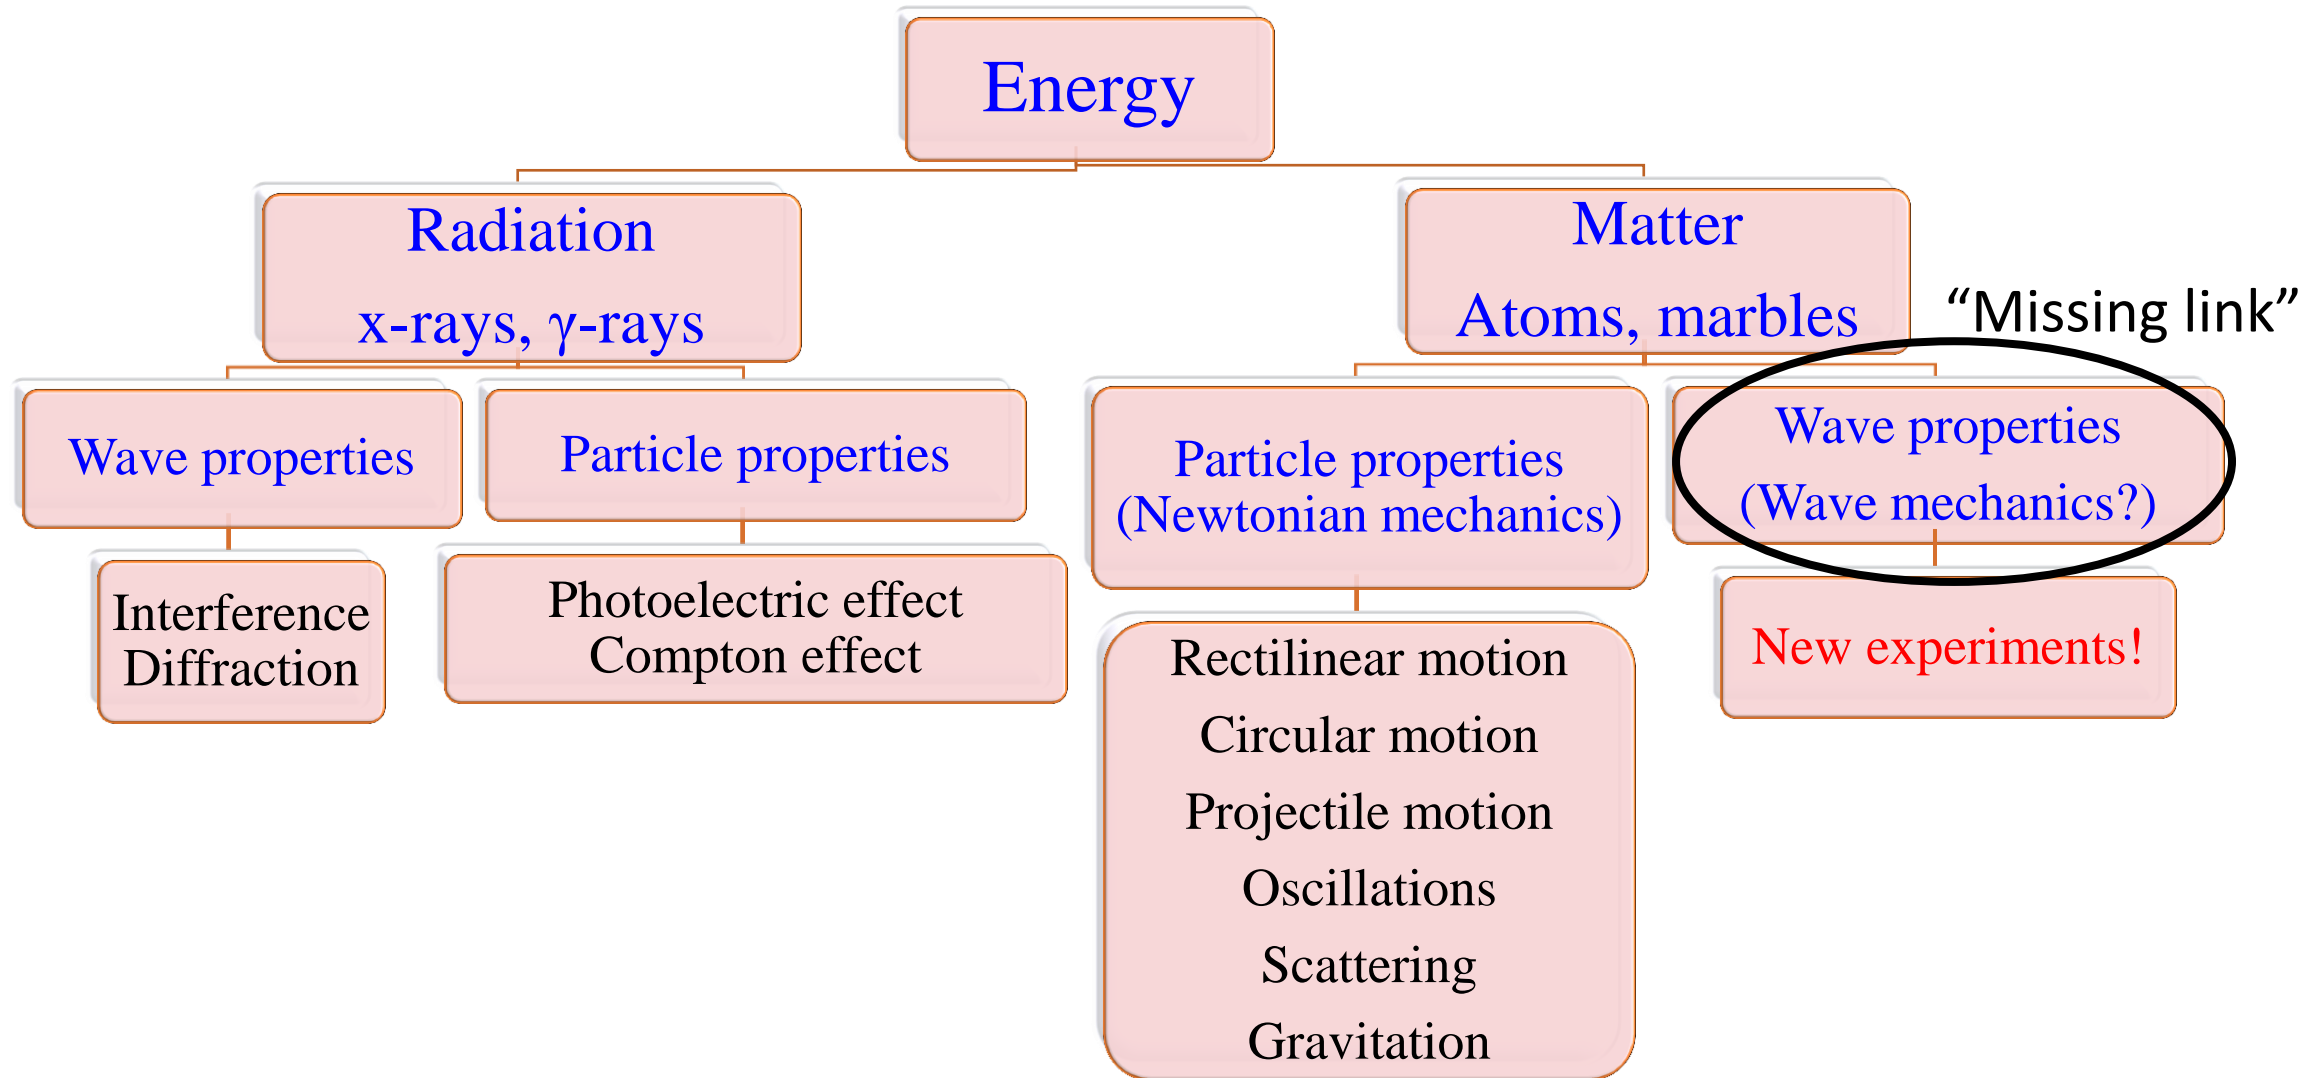 Energy
Radiation
x-rays, γ-rays
Matter
Atoms, marbles
“Missing link”
Wave properties
Particle properties
Particle properties
(Newtonian mechanics)
Wave properties
(Wave mechanics?)
Interference
Diffraction
Photoelectric effect
Compton effect
Rectilinear motion
Circular motion
Projectile motion
Oscillations
Scattering
Gravitation
New experiments!